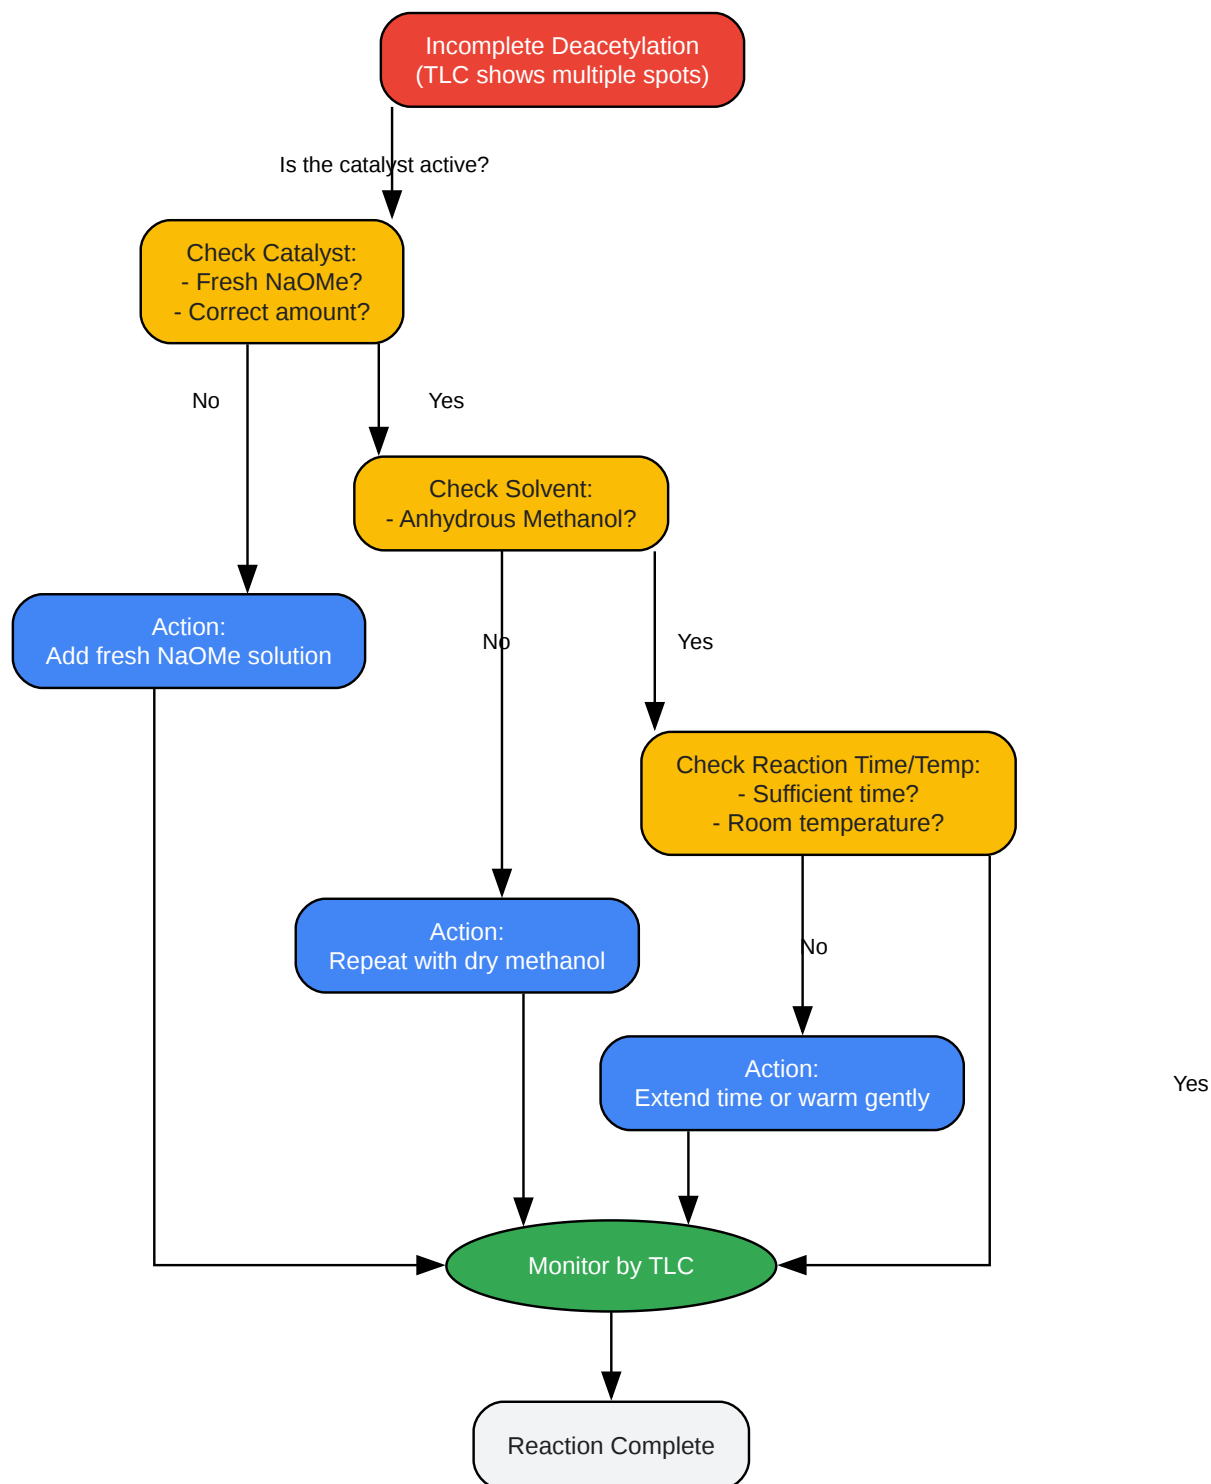 Incomplete Deacetylation
(TLC shows multiple spots)
Is the catalyst active?
Check Catalyst:
- Fresh NaOMe?
- Correct amount?
No
Yes
Check Solvent:
- Anhydrous Methanol?
Action:
Add fresh NaOMe solution
No
Yes
Check Reaction Time/Temp:
- Sufficient time?
- Room temperature?
Action:
Repeat with dry methanol
No
Action:
Extend time or warm gently
Yes
Monitor by TLC
Reaction Complete